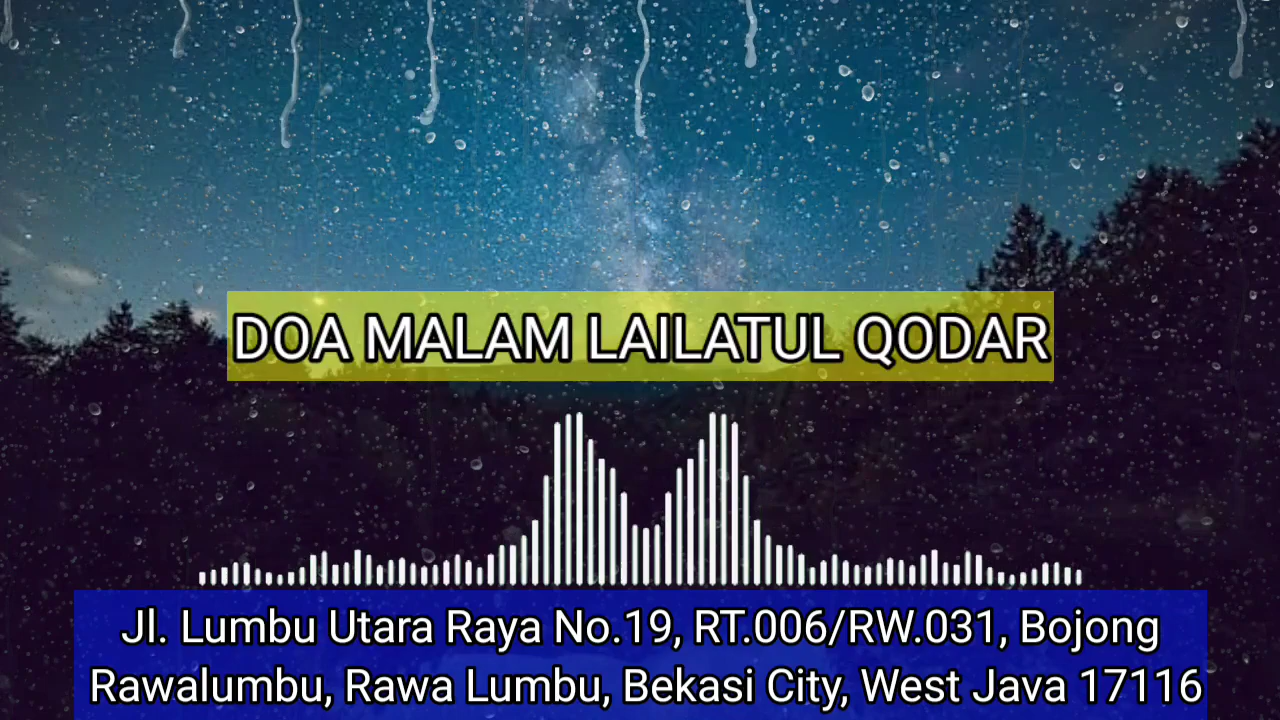 DOA MALAM LAILATUL QODAR
Jl. Lumbu Utara Raya No.19, RT.006/RW.031, Bojong
Rawalumbu, Rawa Lumbu, Bekasi City, West Java 17116